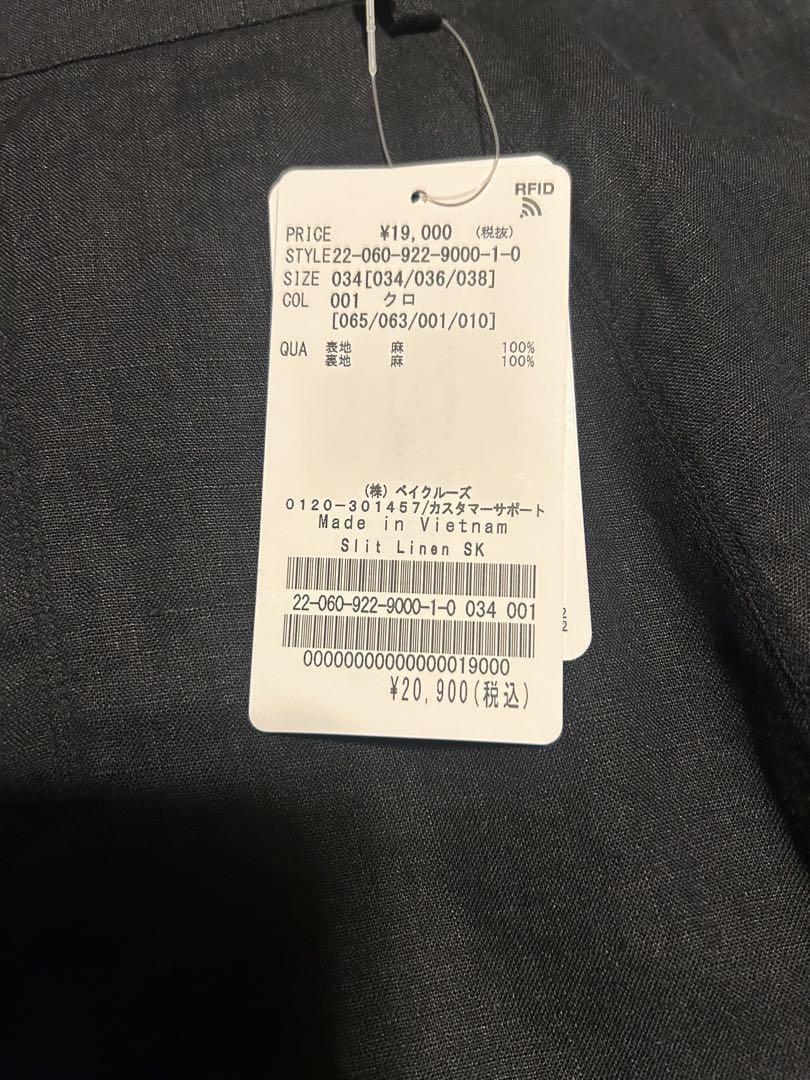 RFID
PRICE ¥19,000 (税抜)
STYLE22-060-922-9000-1-0
SIZE 034[034/036/038]
COL 001 クロ
[065/063/001/010]
QUA 表地 麻 100%
裏地 麻 100%
(株) ベイクルーズ
0120-301457/カスタマーサポート
Made in Vietnam
Slit Linen SK
22-060-922-9000-1-0 034 001
00000000000000019000
¥20,900(税込)
2
2